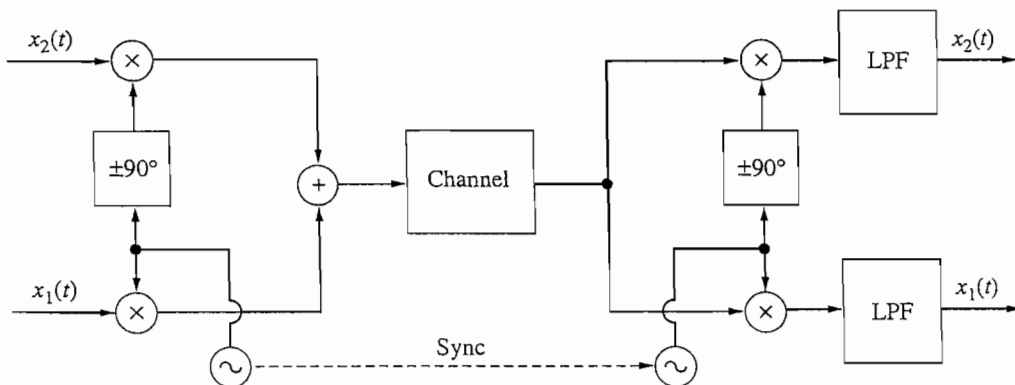 x₂(t)
×
×
LPF
x₂(t)
±90°
+
Channel
±90°
x₁(t)
×
×
LPF
x₁(t)
Sync